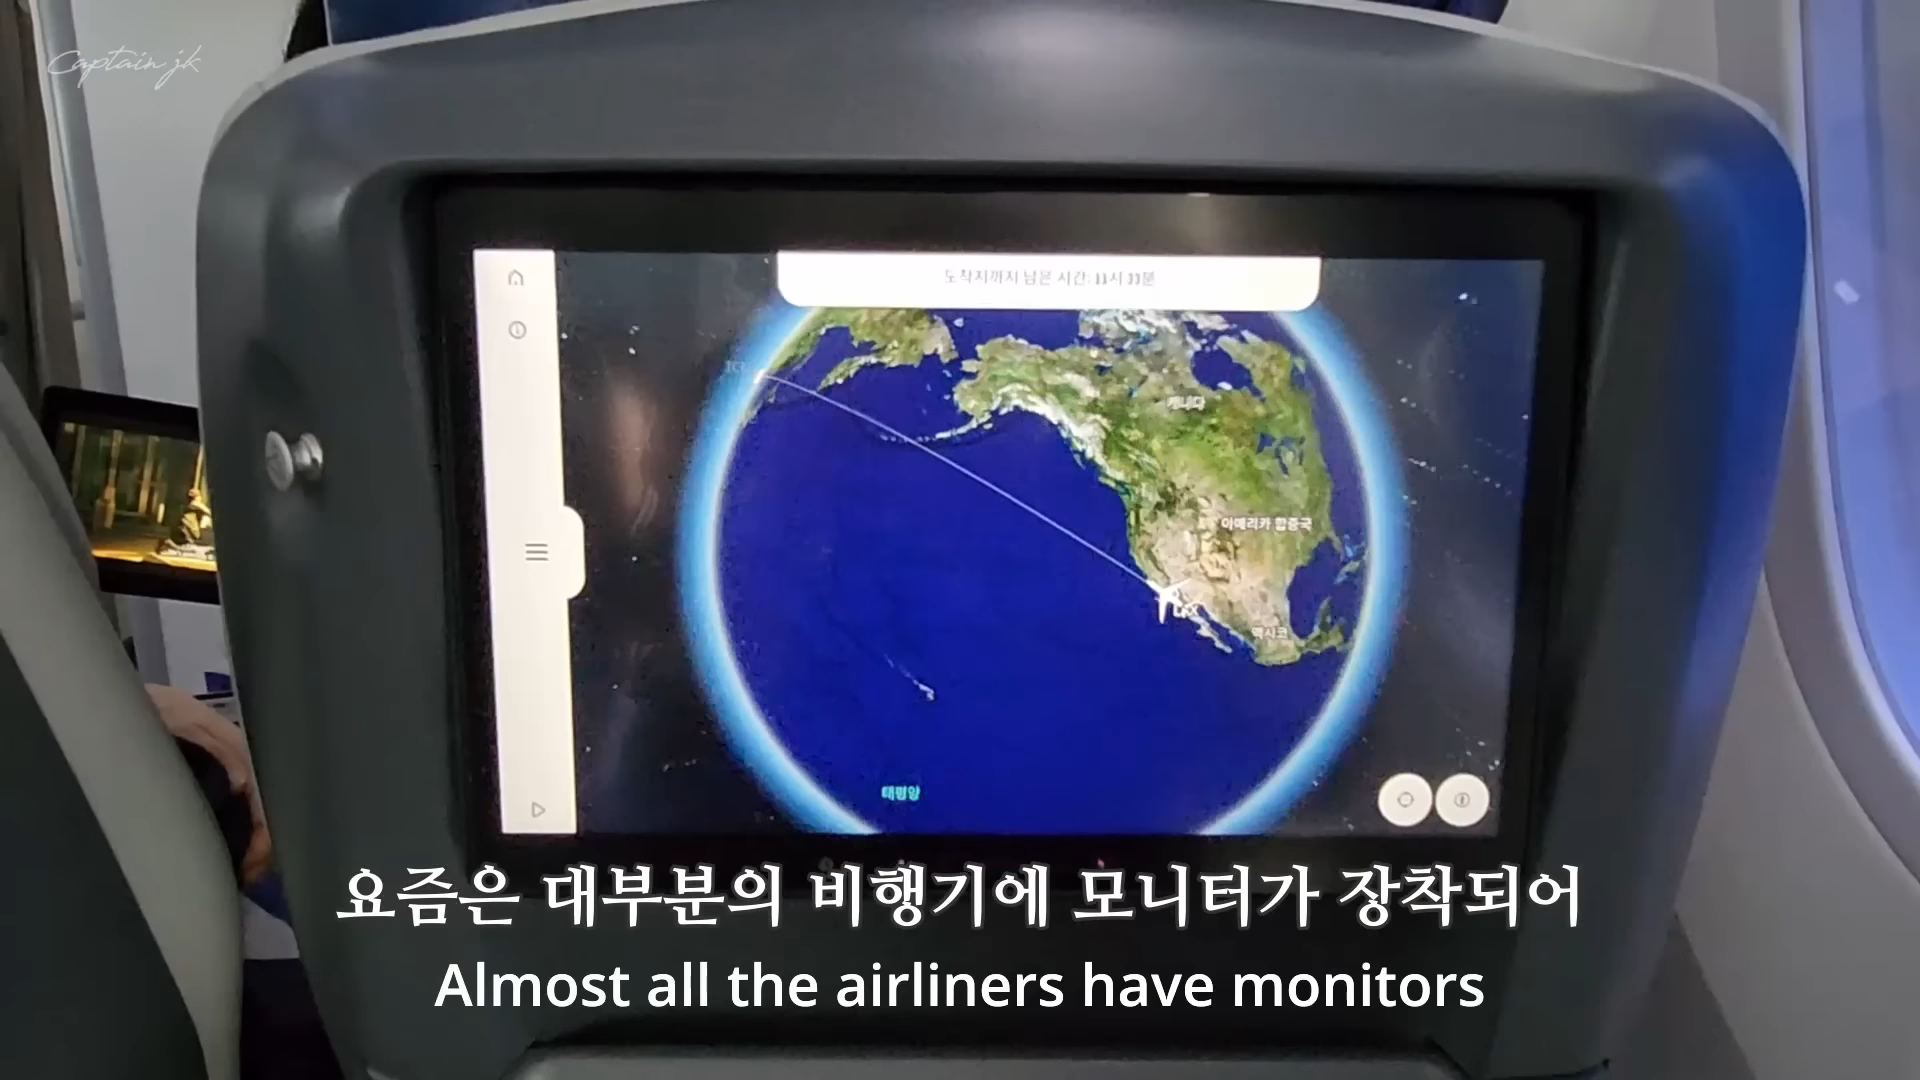 Captain jk
도착지까지 남은 시간: 11시 33분
캐나다
아메리카 합중국
LAX
멕시코
태평양
요즘은 대부분의 비행기에 모니터가 장착되어
Almost all the airliners have monitors